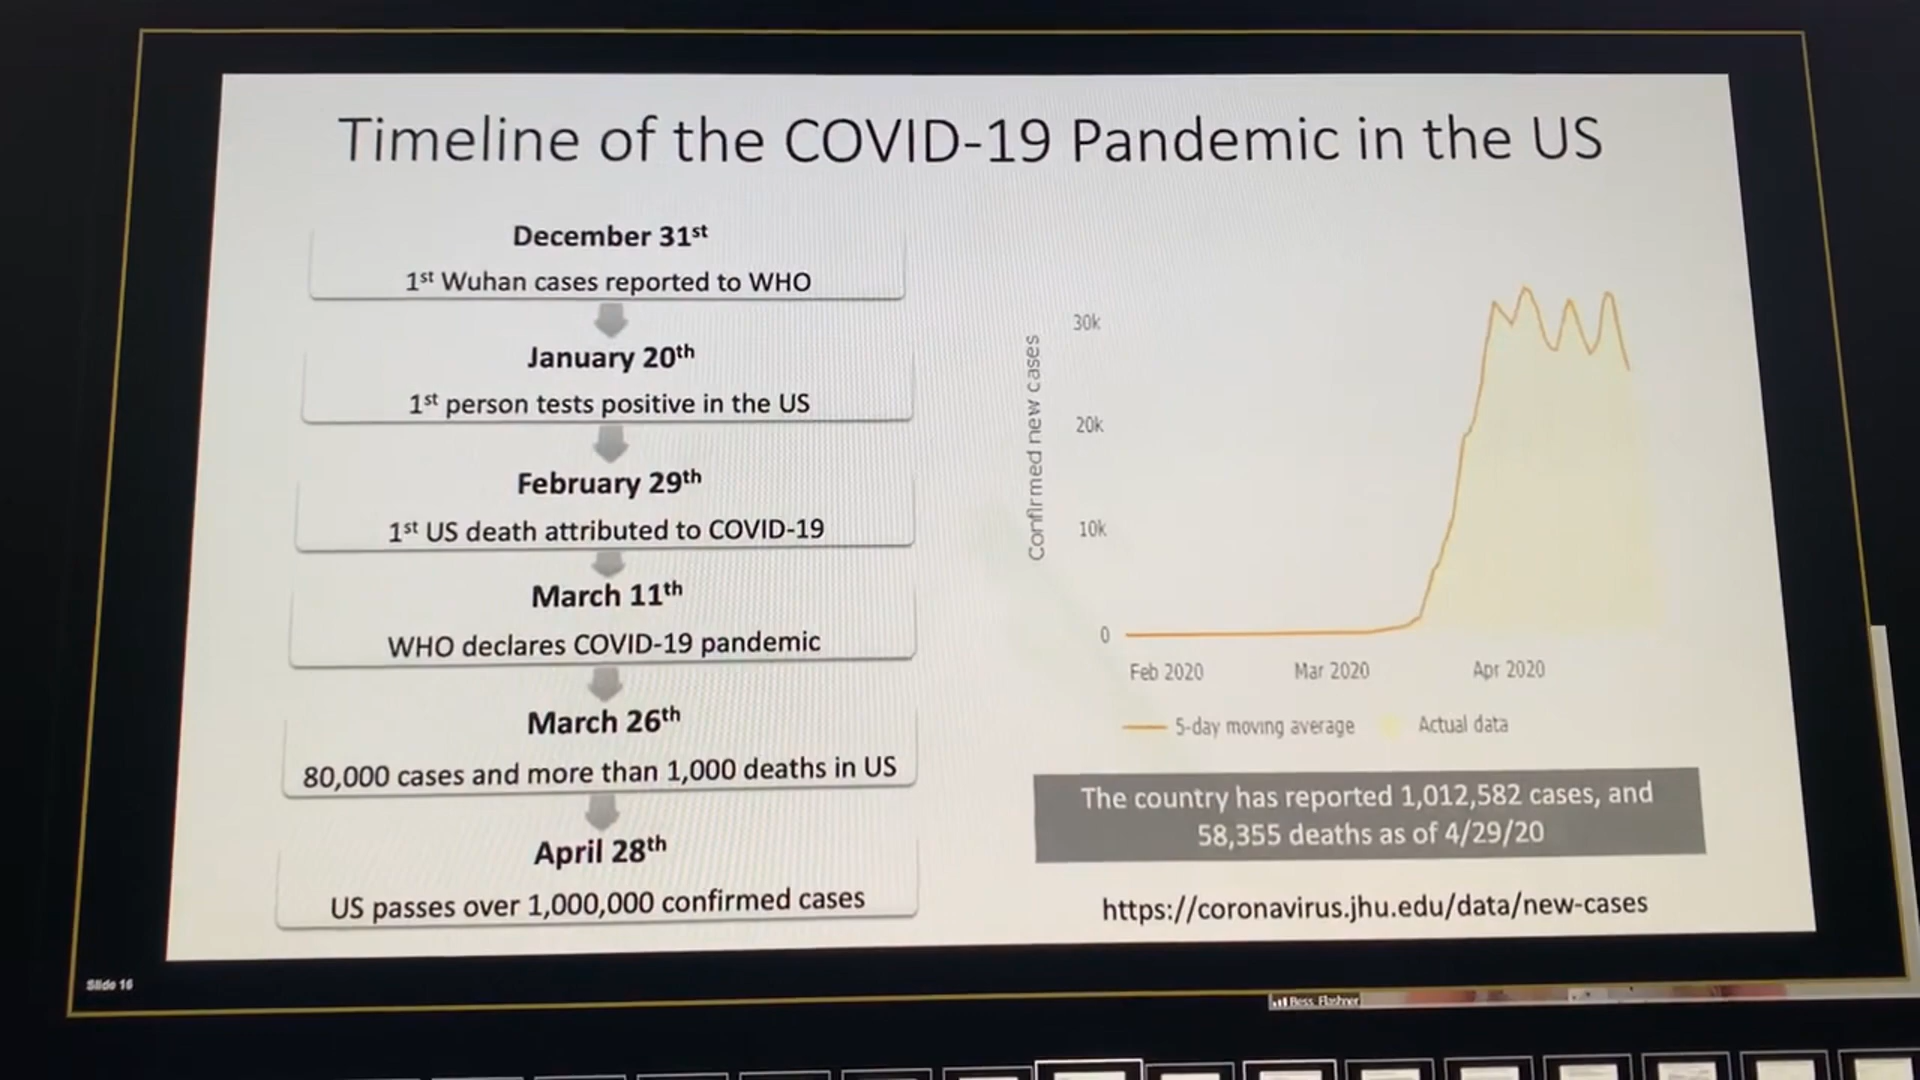 Timeline of the COVID-19 Pandemic in the US
December 31st
1st Wuhan cases reported to WHO
January 20th
1st person tests positive in the US
February 29th
1st US death attributed to COVID-19
March 11th
WHO declares COVID-19 pandemic
March 26th
80,000 cases and more than 1,000 deaths in US
April 28th
US passes over 1,000,000 confirmed cases
Confirmed new cases
30k
20k
10k
0
Feb 2020 Mar 2020 Apr 2020
5-day moving average Actual data
The country has reported 1,012,582 cases, and
58,355 deaths as of 4/29/20
https://coronavirus.jhu.edu/data/new-cases
Slide 16
Bess Flashner